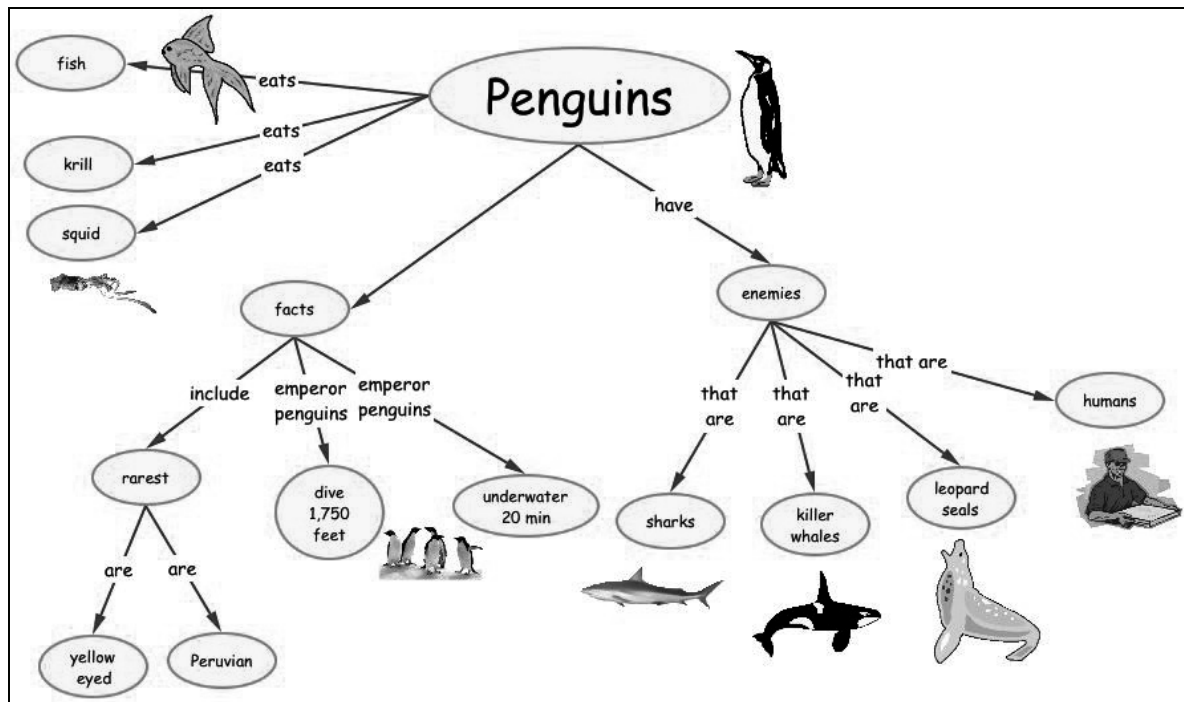 Penguins
fish
eats
eats
eats
krill
squid
have
facts
enemies
include
emperor
penguins
emperor
penguins
that
are
that
are
that
are
that are
humans
rarest
dive
1,750
feet
underwater
20 min
sharks
killer
whales
leopard
seals
are
are
yellow
eyed
Peruvian